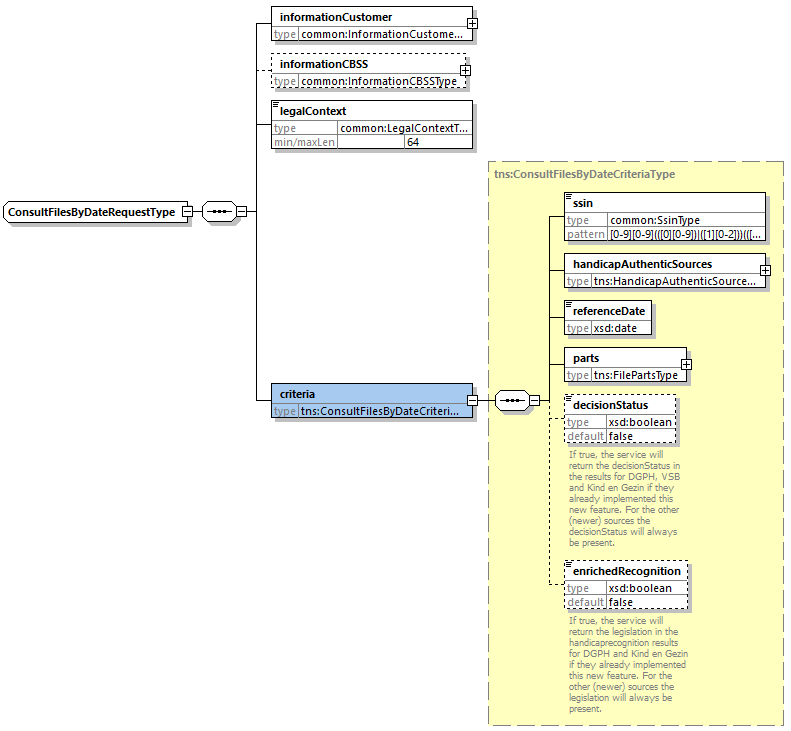 informationCustomer
type common:InformationCustome...
informationCBSS
type common:InformationCBSSType
legalContext
type common:LegalContextT...
min/maxLen 64
ConsultFilesByDateRequestType
criteria
type tns:ConsultFilesByDateCriteri...
tns:ConsultFilesByDateCriteriaType
ssin
type common:SsinType
pattern [0-9][0-9](([0][0-9])|([1][0-2]))(([...
handicapAuthenticSources
type tns:HandicapAuthenticSource...
referenceDate
type xsd:date
parts
type tns:FilePartsType
decisionStatus
type xsd:boolean
default false
If true, the service will
return the decisionStatus in
the results for DGPH, VSB
and Kind en Gezin if they
already implemented this
new feature. For the other
(newer) sources the
decisionStatus will always
be present.
enrichedRecognition
type xsd:boolean
default false
If true, the service will
return the legislation in the
handicaprecognition results
for DGPH and Kind en Gezin
if they already implemented
this new feature. For the
other (newer) sources the
legislation will always be
present.